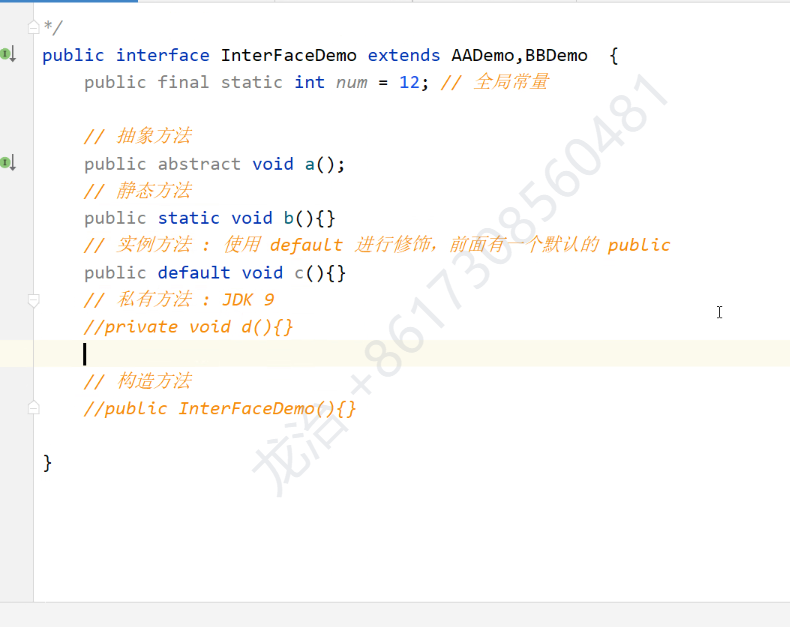 */
public interface InterFaceDemo extends AADemo,BBDemo  {
public final static int num = 12; // 全局常量
// 抽象方法
public abstract void a();
// 静态方法
public static void b(){}
// 实例方法 : 使用 default 进行修饰，前面有一个默认的 public
public default void c(){}
// 私有方法 : JDK 9
//private void d(){}
// 构造方法
//public InterFaceDemo(){}
}
龙治 +8617308560481